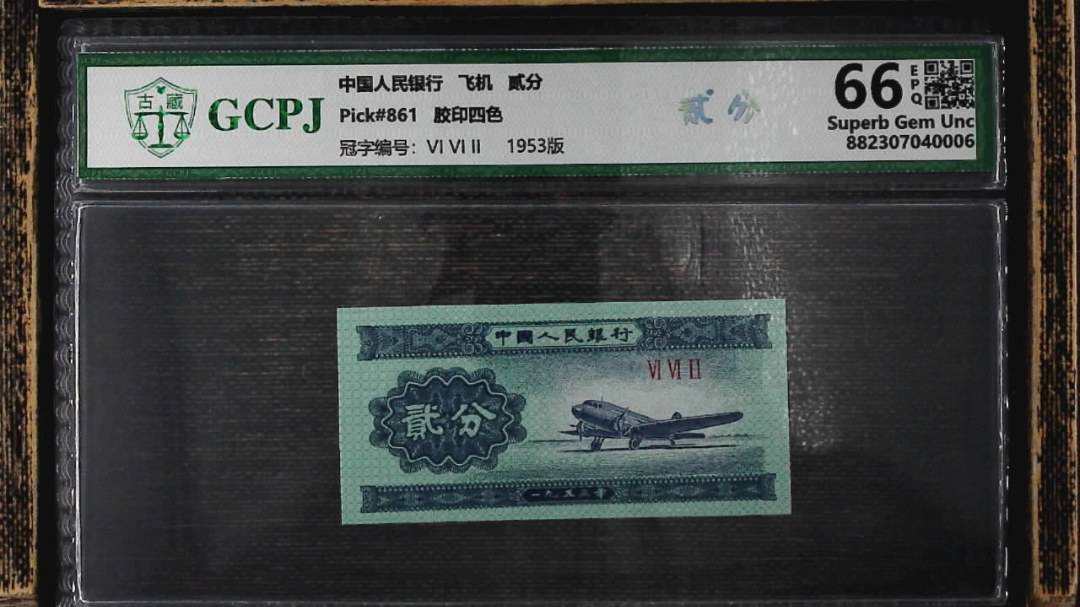 古藏
GCPJ
中国人民银行 飞机 贰分
Pick#861 胶印四色
冠字编号: VI VI II 1953版
贰分
66 EPQ
Superb Gem Unc
882307040006
中國人民銀行
VI VI II
貳分
一九五三年